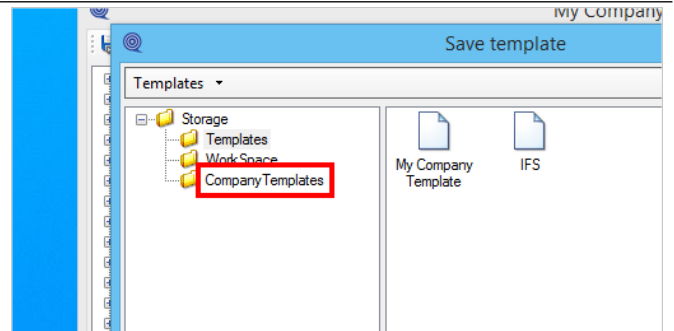 My Company
Save template
Templates
Storage
Templates
WorkSpace
CompanyTemplates
My Company
Template
IFS